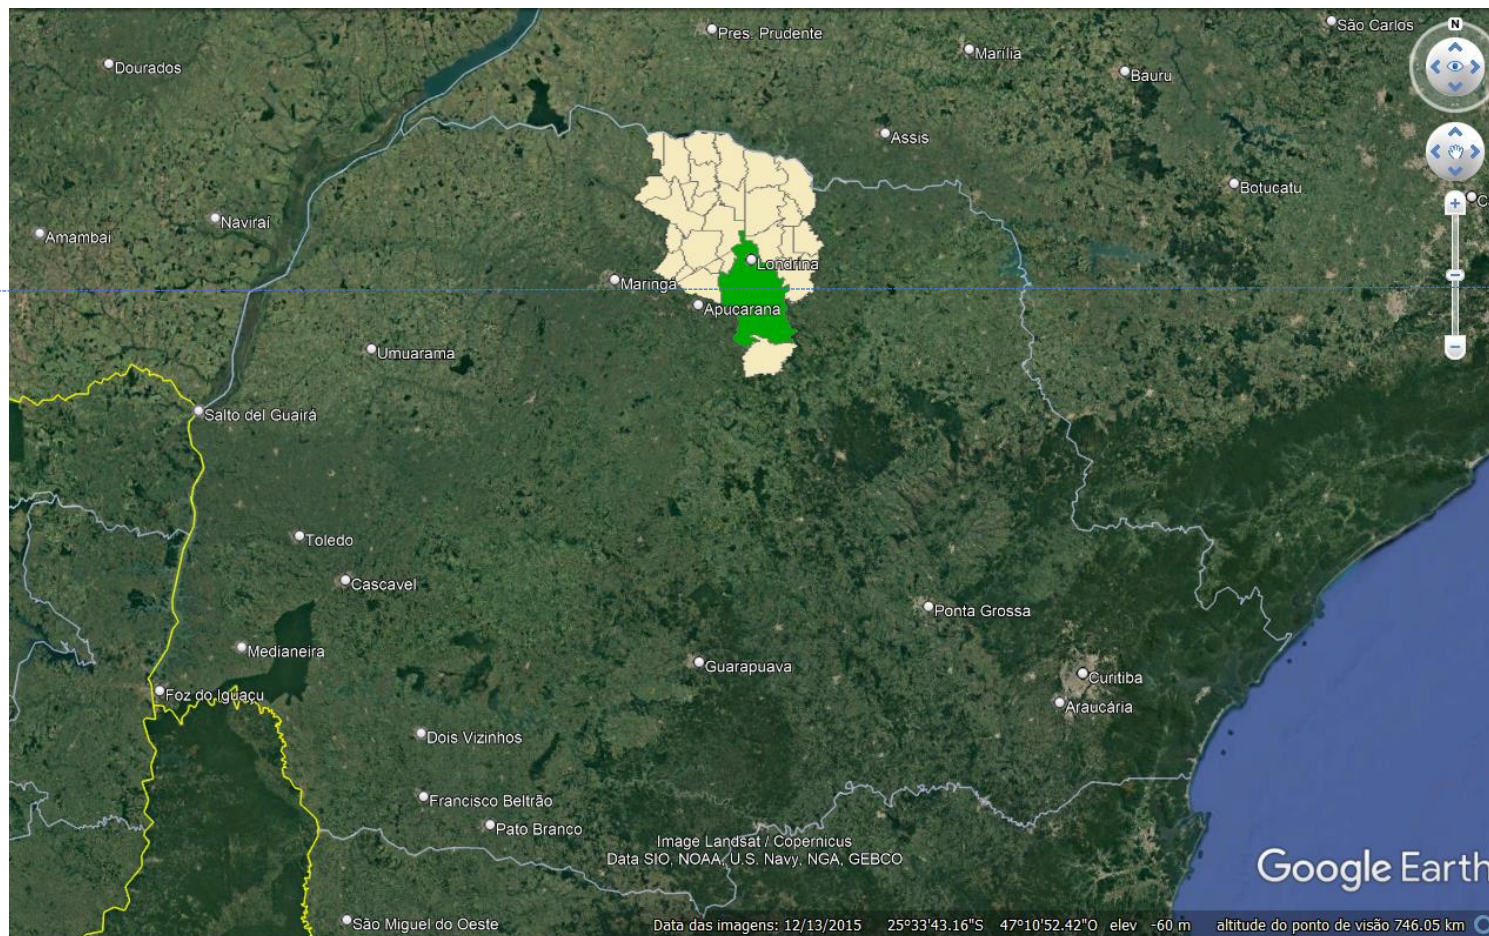 São Carlos
N
Pres. Prudente
Marília
Dourados
Bauru
Assis
Botucatu
C
Naviraí
Amambai
Londrina
Maringá
Apucarana
Umuarama
Salto del Guairá
Toledo
Cascavel
Ponta Grossa
Medianeira
Guarapuava
Curitiba
Foz do Iguaçu
Araucária
Dois Vizinhos
Francisco Beltrão
Pato Branco
Image Landsat / Copernicus
Data SIO, NOAA, U.S. Navy, NGA, GEBCO
Google Earth
São Miguel do Oeste
Data das imagens: 12/13/2015 25°33'43.16"S 47°10'52.42"O elev -60 m altitude do ponto de visão 746.05 km